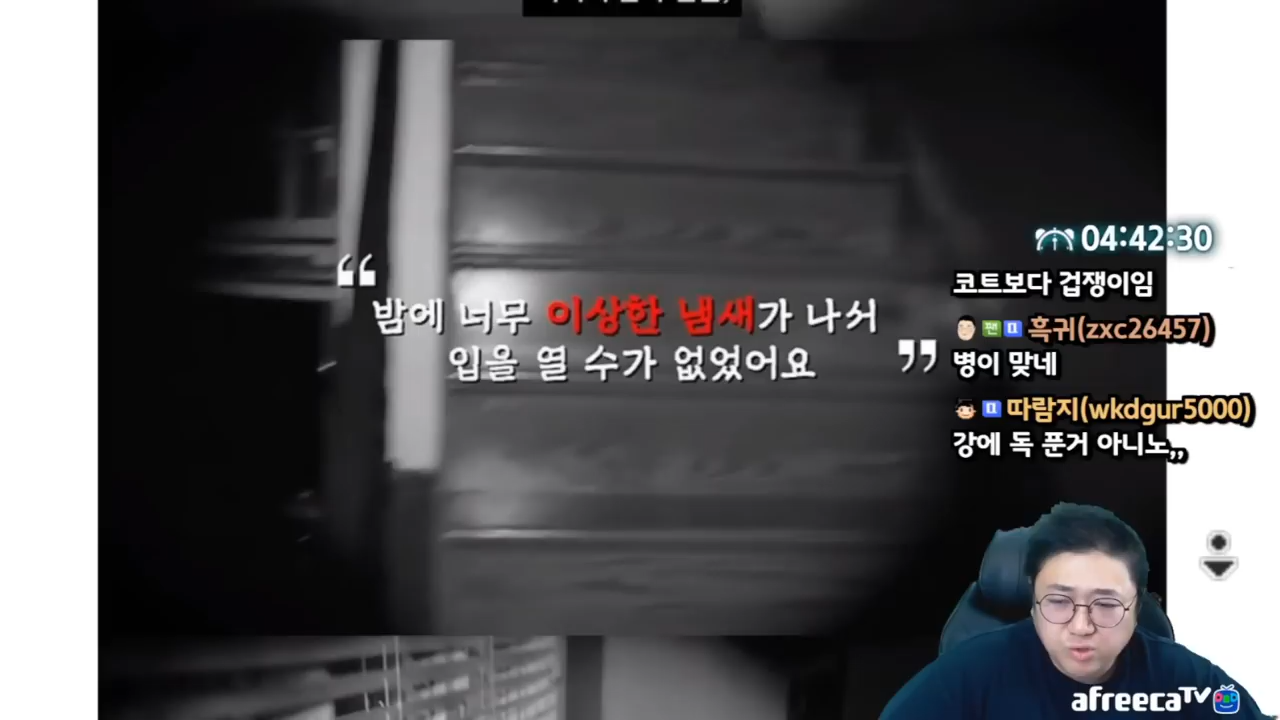 “
밤에 너무 이상한 냄새가 나서
입을 열 수가 없었어요
”
04:42:30
코트보다 겁쟁이임
팬 흑귀(zxc26457)
병이 맞네
따람지(wkdgur5000)
강에 독 푼거 아니노,,
afreecaTV